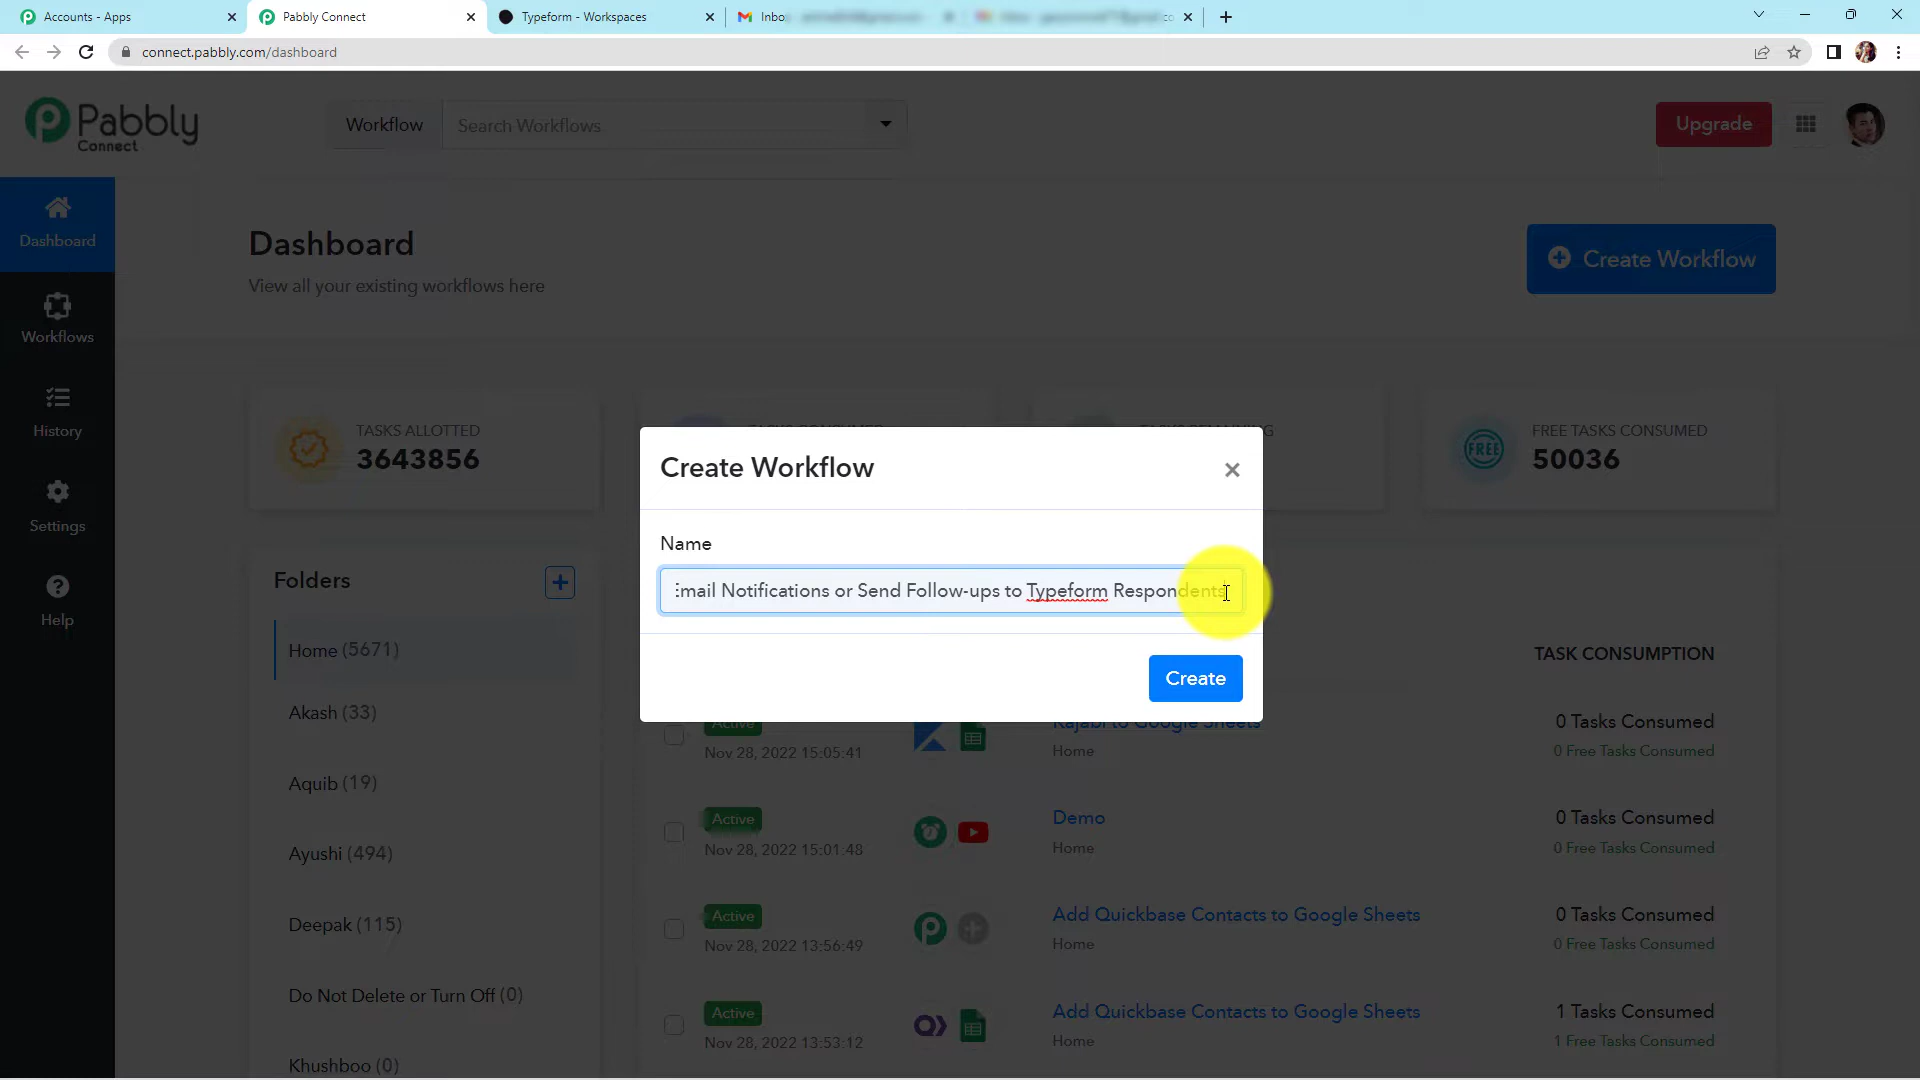 Accounts - Apps
Pabbly Connect
Typeform - Workspaces
Inbo
connect.pabbly.com/dashboard
Pabbly
Connect
Workflow
Search Workflows
Upgrade
Dashboard
Workflows
History
Settings
Help
Dashboard
View all your existing workflows here
Create Workflow
TASKS ALLOTTED
3643856
FREE
FREE TASKS CONSUMED
50036
Create Workflow
×
Name
Email Notifications or Send Follow-ups to Typeform Respondents
Create
Folders
Home (5671)
Akash (33)
Aquib (19)
Ayushi (494)
Deepak (115)
Do Not Delete or Turn Off (0)
Khushboo (0)
TASK CONSUMPTION
Active
Nov 28, 2022 15:05:41
Kajabi to Google Sheets
Home
0 Tasks Consumed
0 Free Tasks Consumed
Active
Nov 28, 2022 15:01:48
Demo
Home
0 Tasks Consumed
0 Free Tasks Consumed
Active
Nov 28, 2022 13:56:49
Add Quickbase Contacts to Google Sheets
Home
0 Tasks Consumed
0 Free Tasks Consumed
Active
Nov 28, 2022 13:53:12
Add Quickbase Contacts to Google Sheets
Home
1 Tasks Consumed
1 Free Tasks Consumed